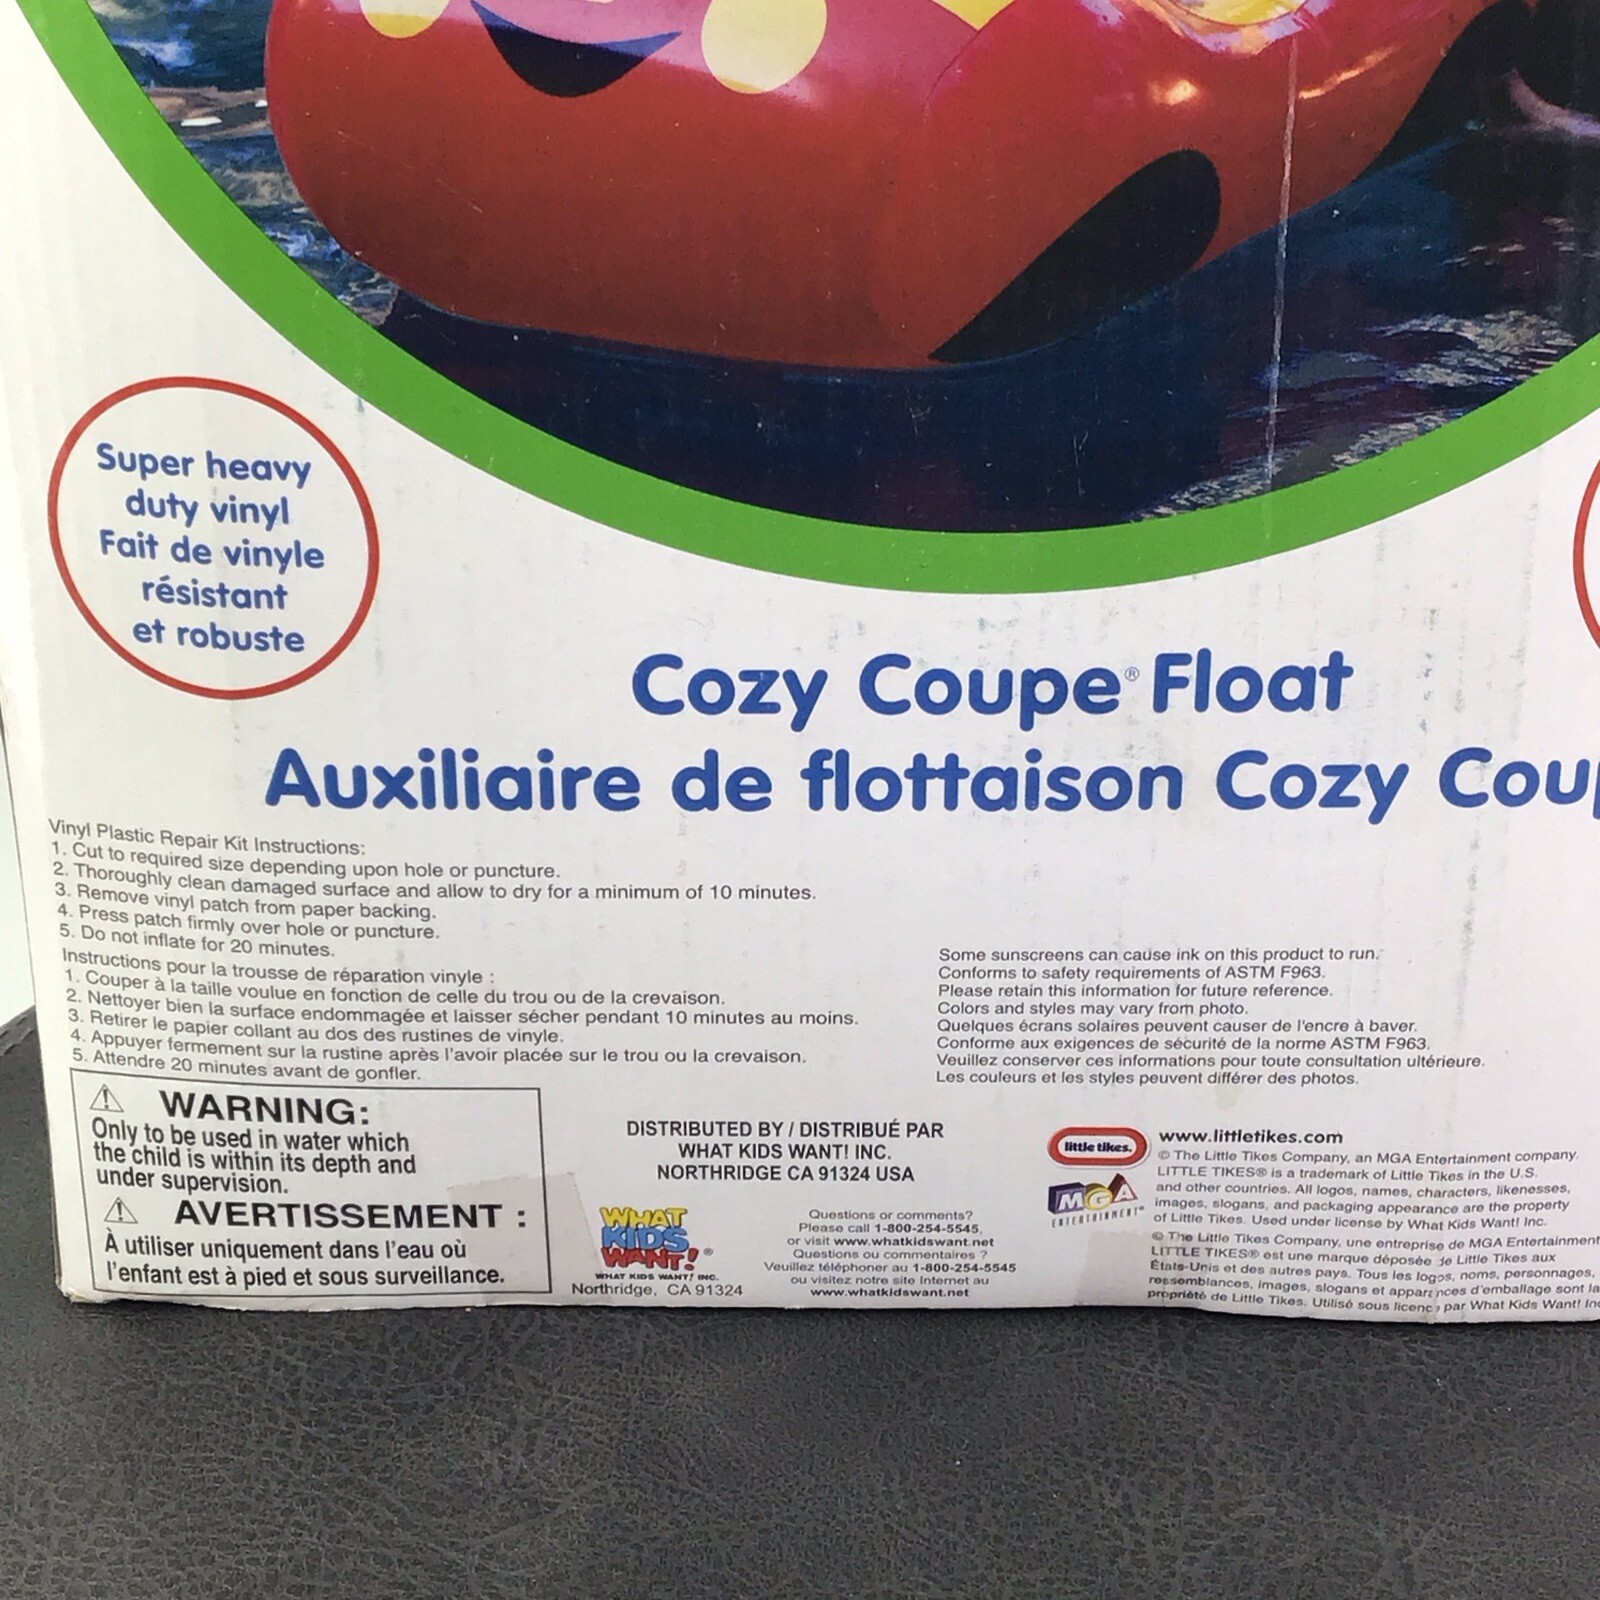 Super heavy
duty vinyl
Fait de vinyle
résistant
et robuste
Cozy Coupe® Float
Auxiliaire de flottaison Cozy Coup
Vinyl Plastic Repair Kit Instructions:
1. Cut to required size depending upon hole or puncture.
2. Thoroughly clean damaged surface and allow to dry for a minimum of 10 minutes.
3. Remove vinyl patch from paper backing.
4. Press patch firmly over hole or puncture.
5. Do not inflate for 20 minutes.
Instructions pour la trousse de réparation vinyle :
1. Couper à la taille voulue en fonction de celle du trou ou de la crevaison.
2. Nettoyer bien la surface endommagée et laisser sécher pendant 10 minutes au moins.
3. Retirer le papier collant au dos des rustines de vinyle.
4. Appuyer fermement sur la rustine après l'avoir placée sur le trou ou la crevaison.
5. Attendre 20 minutes avant de gonfler.
Some sunscreens can cause ink on this product to run.
Conforms to safety requirements of ASTM F963.
Please retain this information for future reference.
Colors and styles may vary from photo.
Quelques écrans solaires peuvent causer de l'encre à baver.
Conforme aux exigences de sécurité de la norme ASTM F963.
Veuillez conserver ces informations pour toute consultation ultérieure.
Les couleurs et les styles peuvent différer des photos.
⚠ WARNING:
Only to be used in water which
the child is within its depth and
under supervision.
⚠ AVERTISSEMENT :
À utiliser uniquement dans l'eau où
l'enfant est à pied et sous surveillance.
DISTRIBUTED BY / DISTRIBUÉ PAR
WHAT KIDS WANT! INC.
NORTHRIDGE CA 91324 USA
WHAT
KIDS
WANT!®
WHAT KIDS WANT! INC.
Northridge, CA 91324
Questions or comments?
Please call 1-800-254-5545,
or visit www.whatkidswant.net
Questions ou commentaires ?
Veuillez téléphoner au 1-800-254-5545
ou visitez notre site Internet au
www.whatkidswant.net
little tikes.
MGA
ENTERTAINMENT
www.littletikes.com
© The Little Tikes Company, an MGA Entertainment company.
LITTLE TIKES® is a trademark of Little Tikes in the U.S.
and other countries. All logos, names, characters, likenesses,
images, slogans, and packaging appearance are the property
of Little Tikes. Used under license by What Kids Want! Inc.
© The Little Tikes Company, une entreprise de MGA Entertainment
LITTLE TIKES® est une marque déposée de Little Tikes aux
États-Unis et des autres pays. Tous les logos, noms, personnages,
ressemblances, images, slogans et apparences d'emballage sont la
propriété de Little Tikes. Utilisé sous licence par What Kids Want! Inc